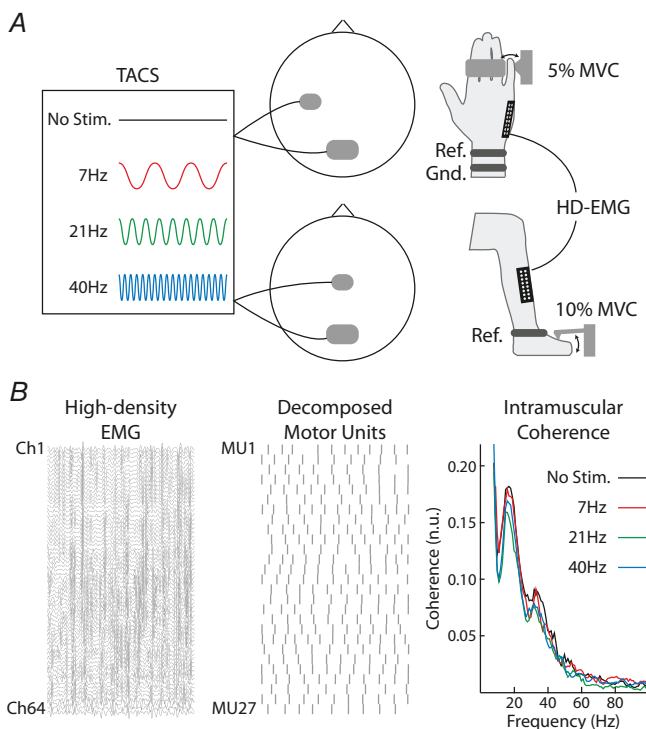 A
TACS
No Stim.
7Hz
21Hz
40Hz
5% MVC
Ref.
Gnd.
HD-EMG
10% MVC
Ref.
B
High-density
EMG
Ch1
Ch64
Decomposed
Motor Units
MU1
MU27
Intramuscular
Coherence
0.20
0.15
0.10
0.05
Coherence (n.u.)
No Stim.
7Hz
21Hz
40Hz
20 40 60 80
Frequency (Hz)